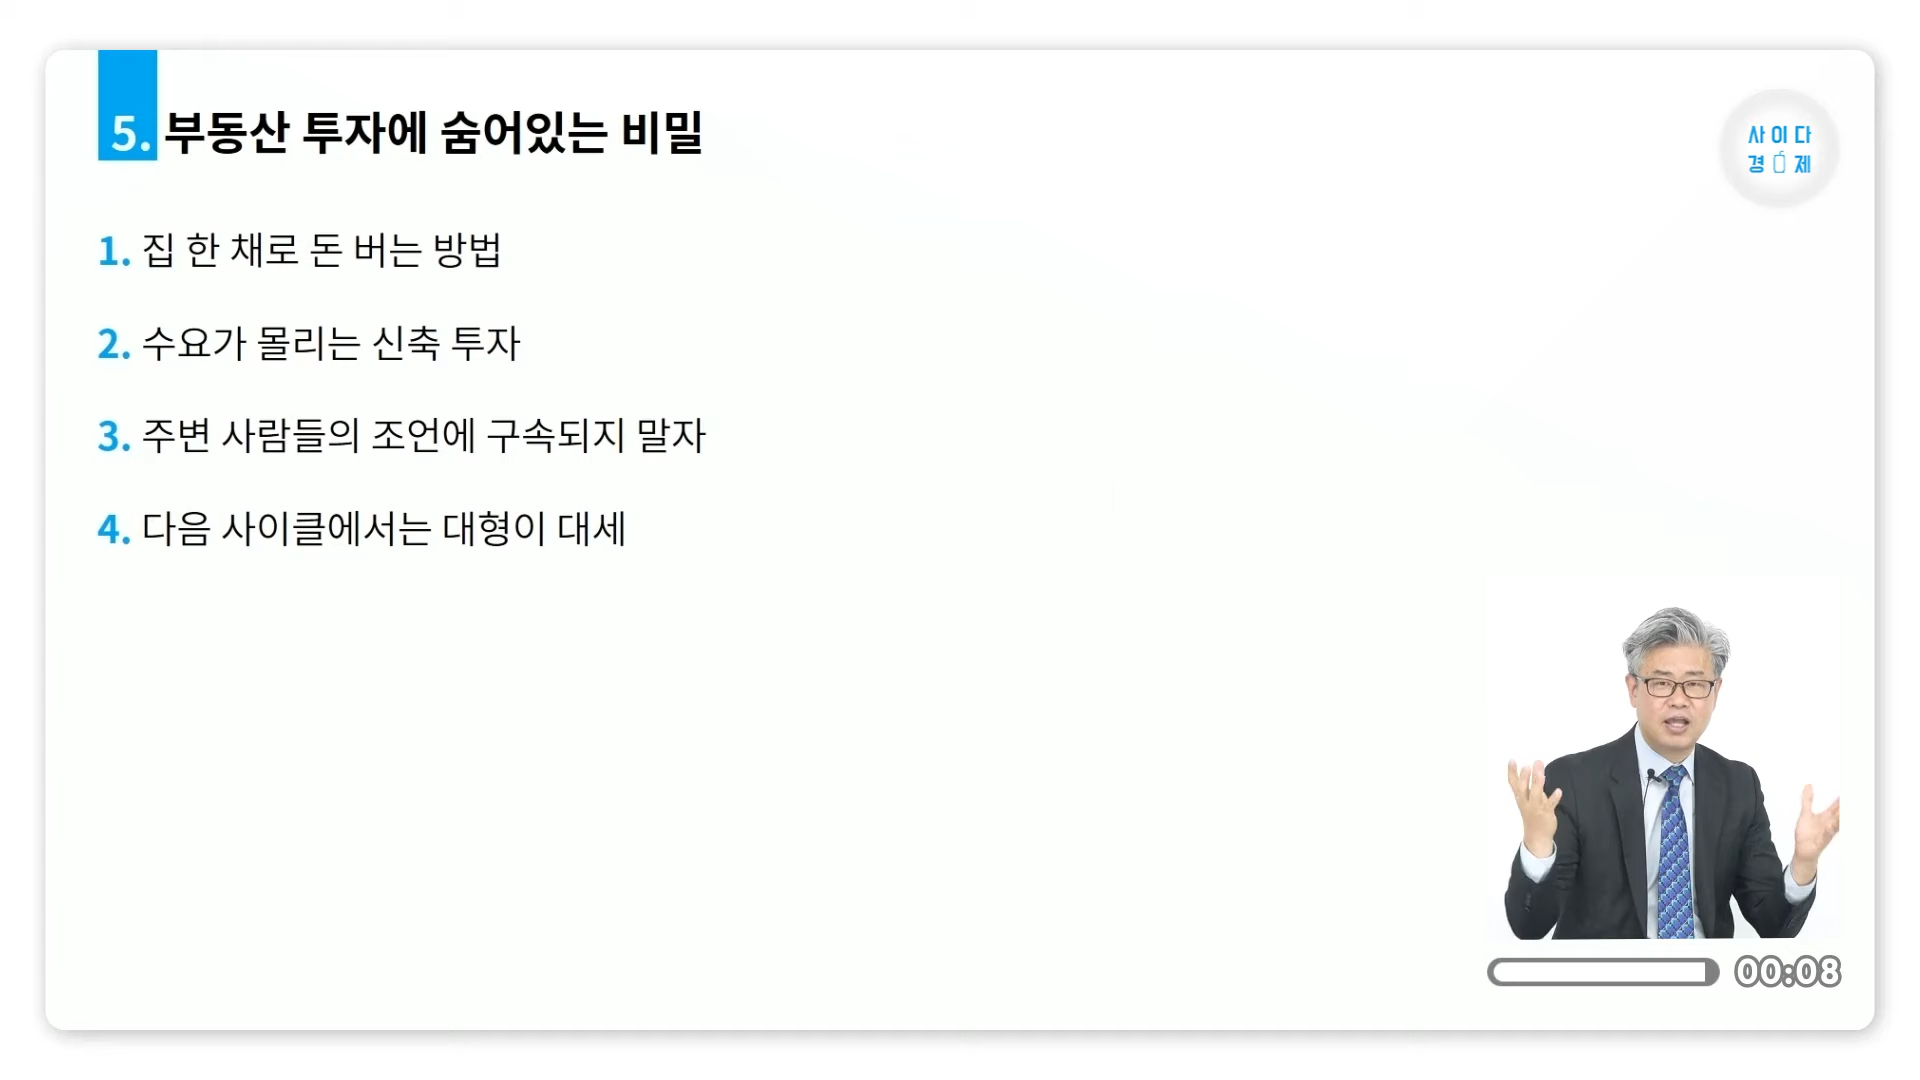 5. 부동산 투자에 숨어있는 비밀
사이다
경제
1. 집 한 채로 돈 버는 방법
2. 수요가 몰리는 신축 투자
3. 주변 사람들의 조언에 구속되지 말자
4. 다음 사이클에서는 대형이 대세
00:08